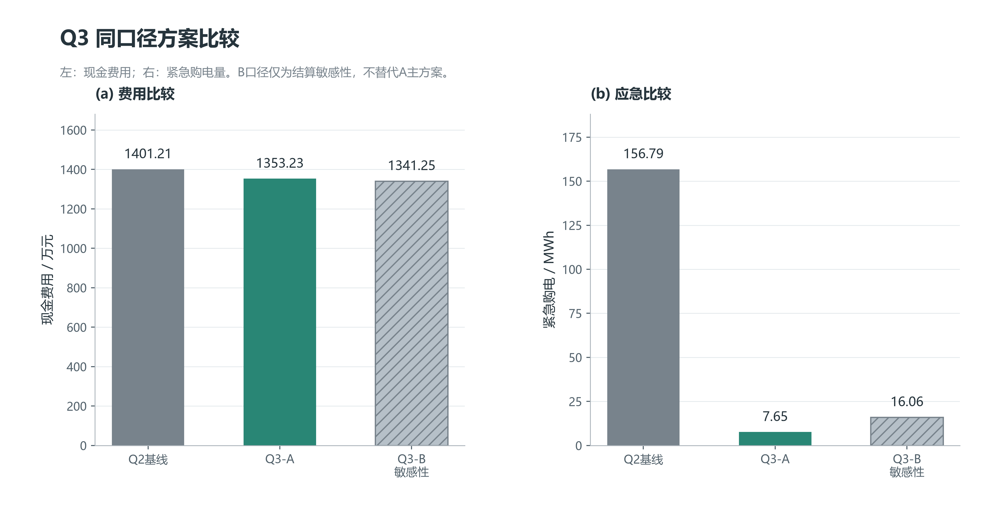 Q3 同口径方案比较
左：现金费用；右：紧急购电量。B口径仅为结算敏感性，不替代A主方案。
(a) 费用比较
现金费用 / 万元
1600
1400
1200
1000
800
600
400
200
0
1401.21
1353.23
1341.25
Q2基线
Q3-A
Q3-B
敏感性
(b) 应急比较
紧急购电 / MWh
175
150
125
100
75
50
25
0
156.79
7.65
16.06
Q2基线
Q3-A
Q3-B
敏感性